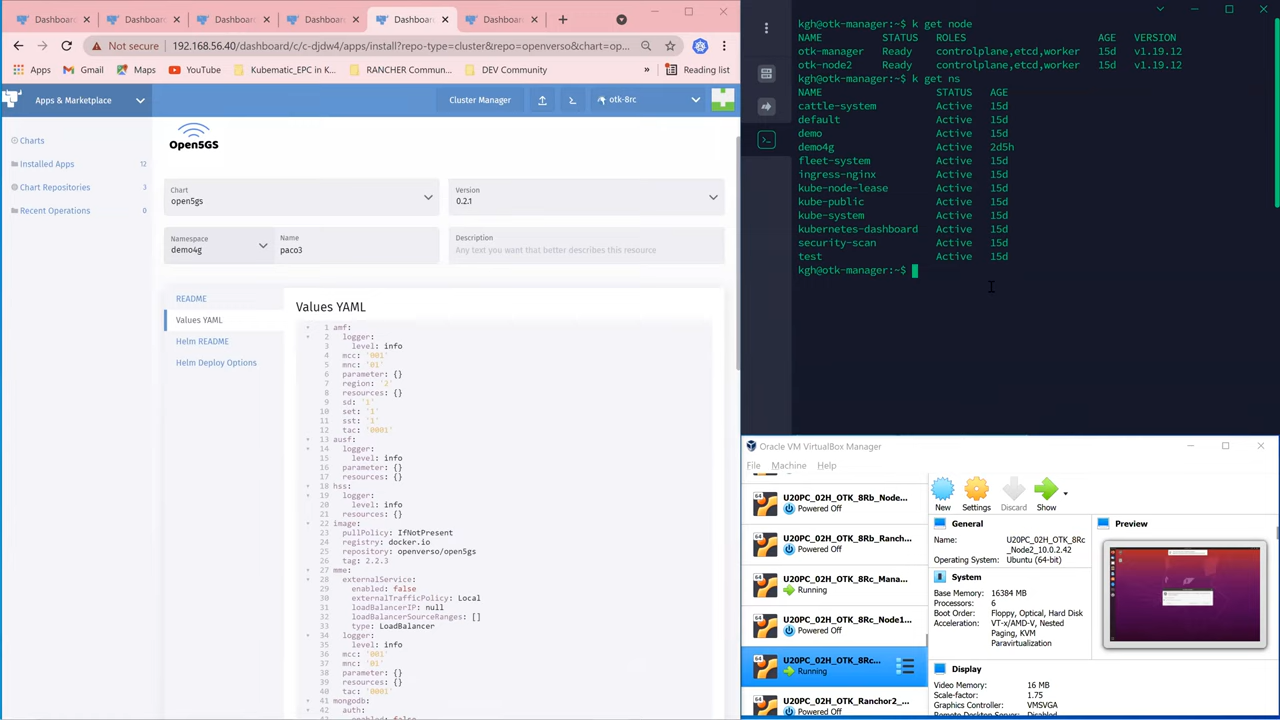 Dashboard
Dashboard
Dashboard
Dashboard
Dashboard
Dashboard
Not secure
192.168.56.40/dashboard/c/c-djdw4/apps/install?repo-type=cluster&repo=openverso&chart=op...
Apps
Gmail
Maps
YouTube
Kubematic_EPC in K...
RANCHER Commun...
DEV Community
»
Reading list
Apps & Marketplace
Cluster Manager
otk-8rc
Charts
Installed Apps 12
Chart Repositories 3
Recent Operations 0
Open5GS
Chart
open5gs
Version
0.2.1
Namespace
demo4g
Name
paco3
Description
Any text you want that better describes this resource
README
Values YAML
Helm README
Helm Deploy Options
Values YAML
1 amf:
2 logger:
3 level: info
4 mcc: '001'
5 mnc: '01'
6 parameter: {}
7 region: '2'
8 resources: {}
9 sd: '1'
10 set: '1'
11 sst: '1'
12 tac: '0001'
13 ausf:
14 logger:
15 level: info
16 parameter: {}
17 resources: {}
18 hss:
19 logger:
20 level: info
21 resources: {}
22 image:
23 pullPolicy: IfNotPresent
24 registry: docker.io
25 repository: openverso/open5gs
26 tag: 2.2.3
27 mme:
28 externalService:
29 enabled: false
30 externalTrafficPolicy: Local
31 loadBalancerIP: null
32 loadBalancerSourceRanges: []
33 type: LoadBalancer
34 logger:
35 level: info
36 mcc: '001'
37 mnc: '01'
38 parameter: {}
39 resources: {}
40 tac: '0001'
41 mongodb:
42 auth:
43 enabled: false
kgh@otk-manager:~$ k get node
NAME STATUS ROLES AGE VERSION
otk-manager Ready controlplane,etcd,worker 15d v1.19.12
otk-node2 Ready controlplane,etcd,worker 15d v1.19.12
kgh@otk-manager:~$ k get ns
NAME STATUS AGE
cattle-system Active 15d
default Active 15d
demo Active 15d
demo4g Active 2d5h
fleet-system Active 15d
ingress-nginx Active 15d
kube-node-lease Active 15d
kube-public Active 15d
kube-system Active 15d
kubernetes-dashboard Active 15d
security-scan Active 15d
test Active 15d
kgh@otk-manager:~$
Oracle VM VirtualBox Manager
File Machine Help
64 U20PC_02H_OTK_8Rb_Node...
Powered Off
64 U20PC_02H_OTK_8Rb_Ranch...
Powered Off
64 U20PC_02H_OTK_8Rc_Mana...
Running
64 U20PC_02H_OTK_8Rc_Node1...
Powered Off
64 U20PC_02H_OTK_8Rc...
Running
64 U20PC_02H_OTK_Ranchor2_...
Powered Off
New Settings Discard Show
General
Name: U20PC_02H_OTK_8Rc
_Node2_10.0.2.42
Operating System: Ubuntu (64-bit)
System
Base Memory: 16384 MB
Processors: 6
Boot Order: Floppy, Optical, Hard Disk
Acceleration: VT-x/AMD-V, Nested
Paging, KVM
Paravirtualization
Display
Video Memory: 16 MB
Scale-factor: 1.75
Graphics Controller: VMSVGA
Remote Desktop Server: Disabled
Preview